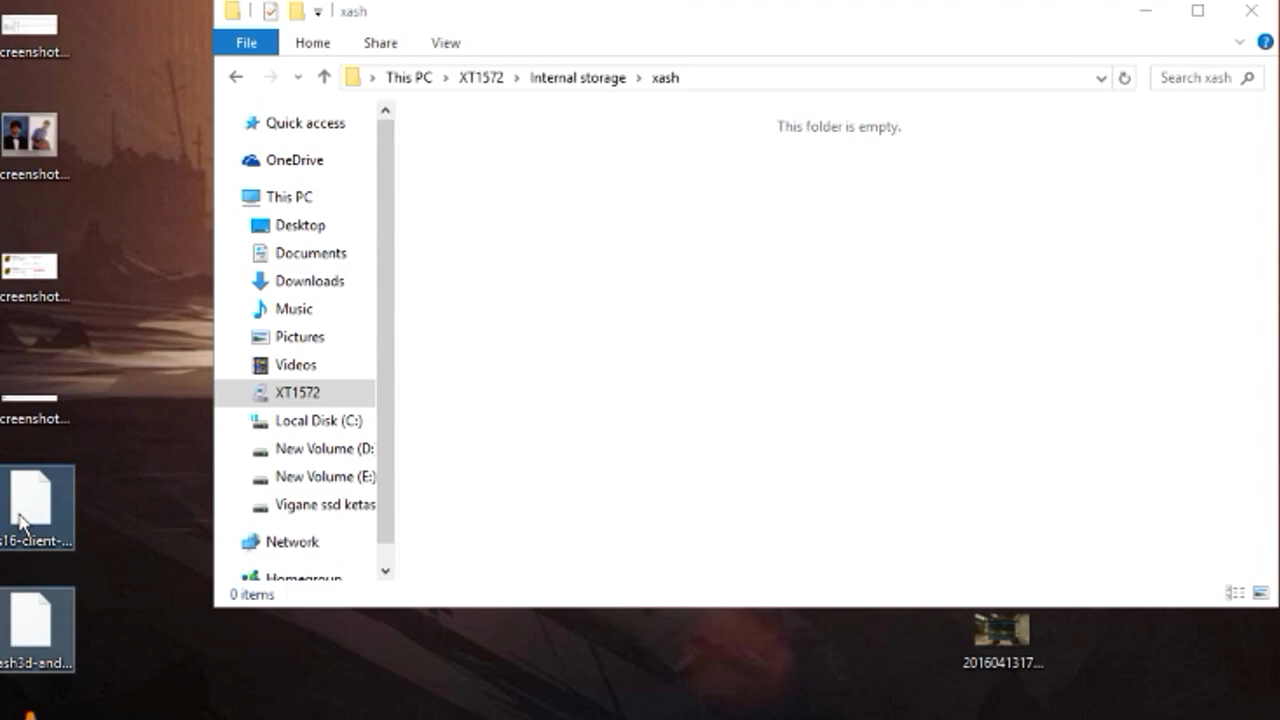 xash
File
Home
Share
View
This PC
XT1572
Internal storage
xash
Search xash
Quick access
This folder is empty.
OneDrive
This PC
Desktop
Documents
Downloads
Music
Pictures
Videos
XT1572
Local Disk (C:)
New Volume (D:
New Volume (E:)
Vigane ssd ketas
Network
Homegroup
0 items
creenshot...
creenshot...
creenshot...
creenshot...
s16-client-...
ash3d-and...
2016041317...